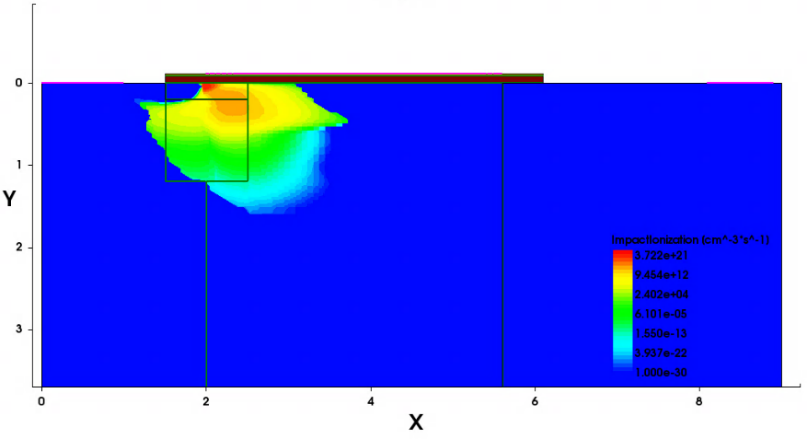 0
1
Y
2
3
Impactionization (cm^-3*s^-1)
3.722e+21
9.454e+12
2.402e+04
6.101e-05
1.550e-13
3.937e-22
1.000e-30
0 2 4 6 8
X